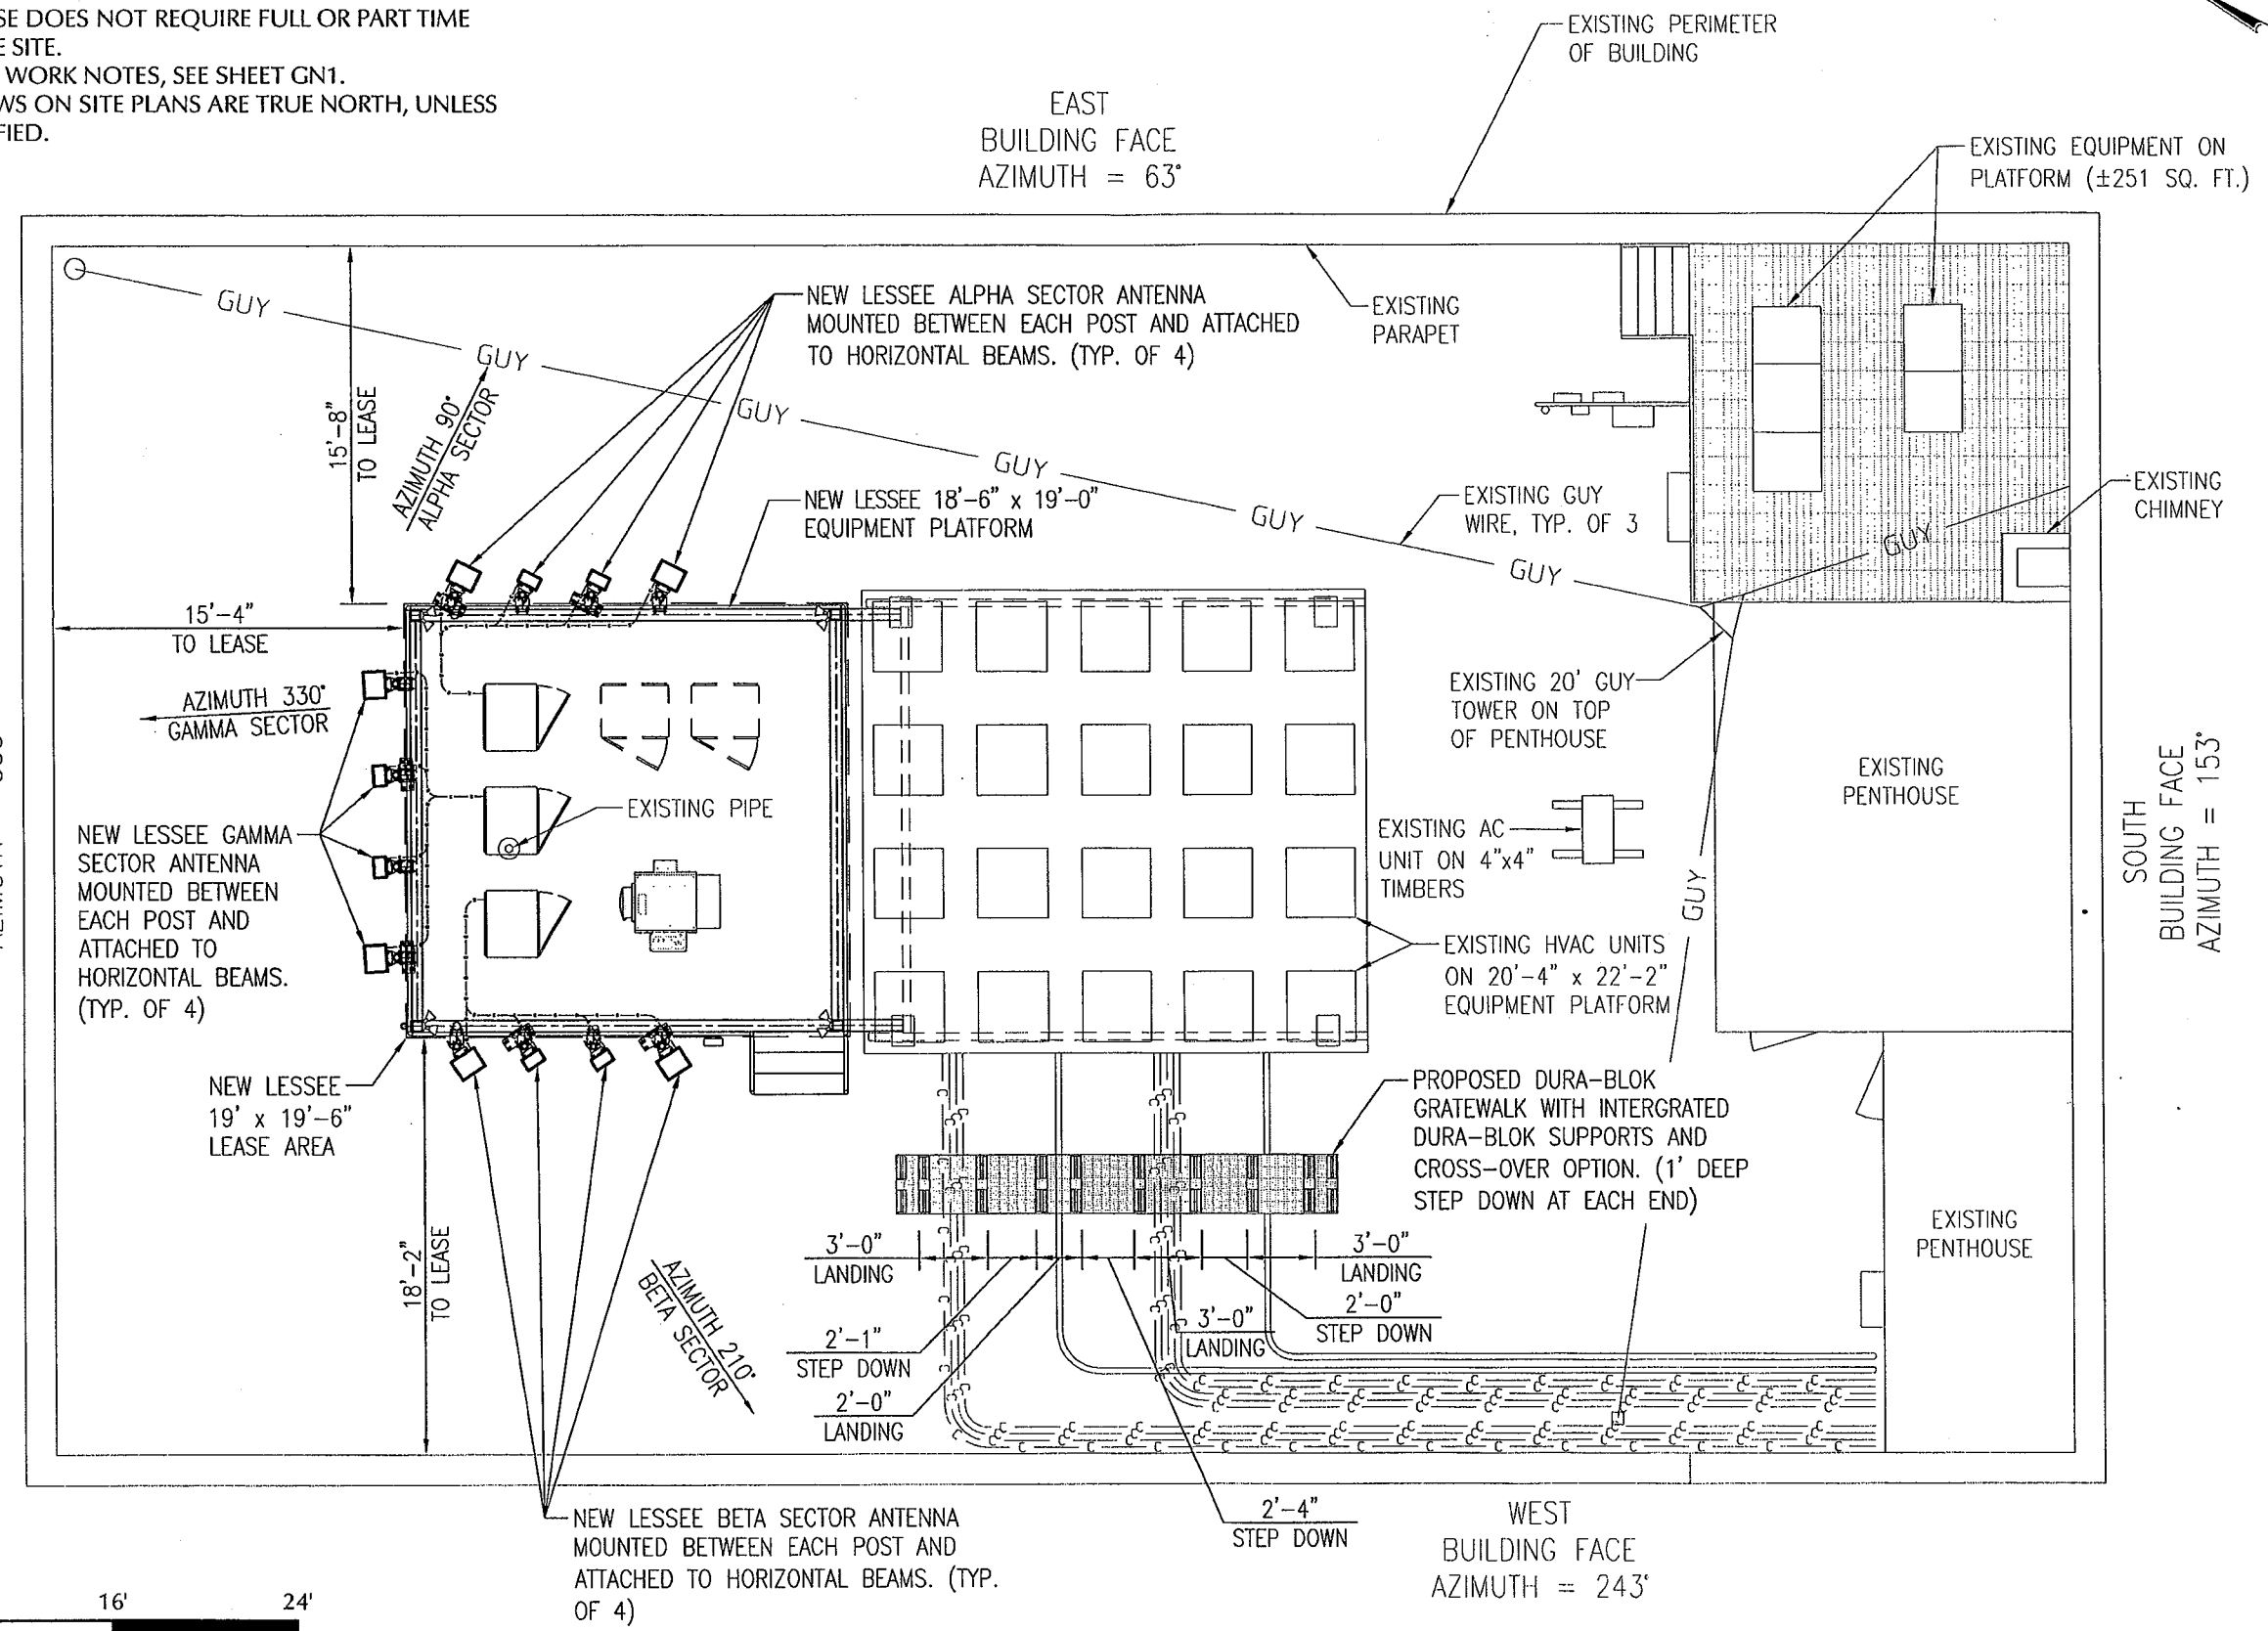 SE DOES NOT REQUIRE FULL OR PART TIME
E SITE.
WORK NOTES, SEE SHEET GN1.
WS ON SITE PLANS ARE TRUE NORTH, UNLESS
FIED.
EXISTING PERIMETER
OF BUILDING
EAST
BUILDING FACE
AZIMUTH = 63°
EXISTING EQUIPMENT ON
PLATFORM (±251 SQ. FT.)
GUY
GUY
GUY
GUY
GUY
GUY
GUY
GUY
NEW LESSEE ALPHA SECTOR ANTENNA
MOUNTED BETWEEN EACH POST AND ATTACHED
TO HORIZONTAL BEAMS. (TYP. OF 4)
EXISTING
PARAPET
15'-8"
TO LEASE
AZIMUTH 90°
ALPHA SECTOR
NEW LESSEE 18'-6" x 19'-0"
EQUIPMENT PLATFORM
EXISTING GUY
WIRE, TYP. OF 3
EXISTING
CHIMNEY
15'-4"
TO LEASE
AZIMUTH 330°
GAMMA SECTOR
EXISTING 20' GUY
TOWER ON TOP
OF PENTHOUSE
EXISTING
PENTHOUSE
SOUTH
BUILDING FACE
AZIMUTH = 153°
EXISTING PIPE
NEW LESSEE GAMMA
SECTOR ANTENNA
MOUNTED BETWEEN
EACH POST AND
ATTACHED TO
HORIZONTAL BEAMS.
(TYP. OF 4)
EXISTING AC
UNIT ON 4"x4"
TIMBERS
EXISTING HVAC UNITS
ON 20'-4" x 22'-2"
EQUIPMENT PLATFORM
NEW LESSEE
19' x 19'-6"
LEASE AREA
PROPOSED DURA-BLOK
GRATEWALK WITH INTERGRATED
DURA-BLOK SUPPORTS AND
CROSS-OVER OPTION. (1' DEEP
STEP DOWN AT EACH END)
EXISTING
PENTHOUSE
18'-2"
TO LEASE
AZIMUTH 210°
BETA SECTOR
3'-0"
LANDING
3'-0"
LANDING
2'-1"
STEP DOWN
3'-0"
LANDING
2'-0"
STEP DOWN
2'-0"
LANDING
2'-4"
STEP DOWN
NEW LESSEE BETA SECTOR ANTENNA
MOUNTED BETWEEN EACH POST AND
ATTACHED TO HORIZONTAL BEAMS. (TYP.
OF 4)
WEST
BUILDING FACE
AZIMUTH = 243°
16'
24'